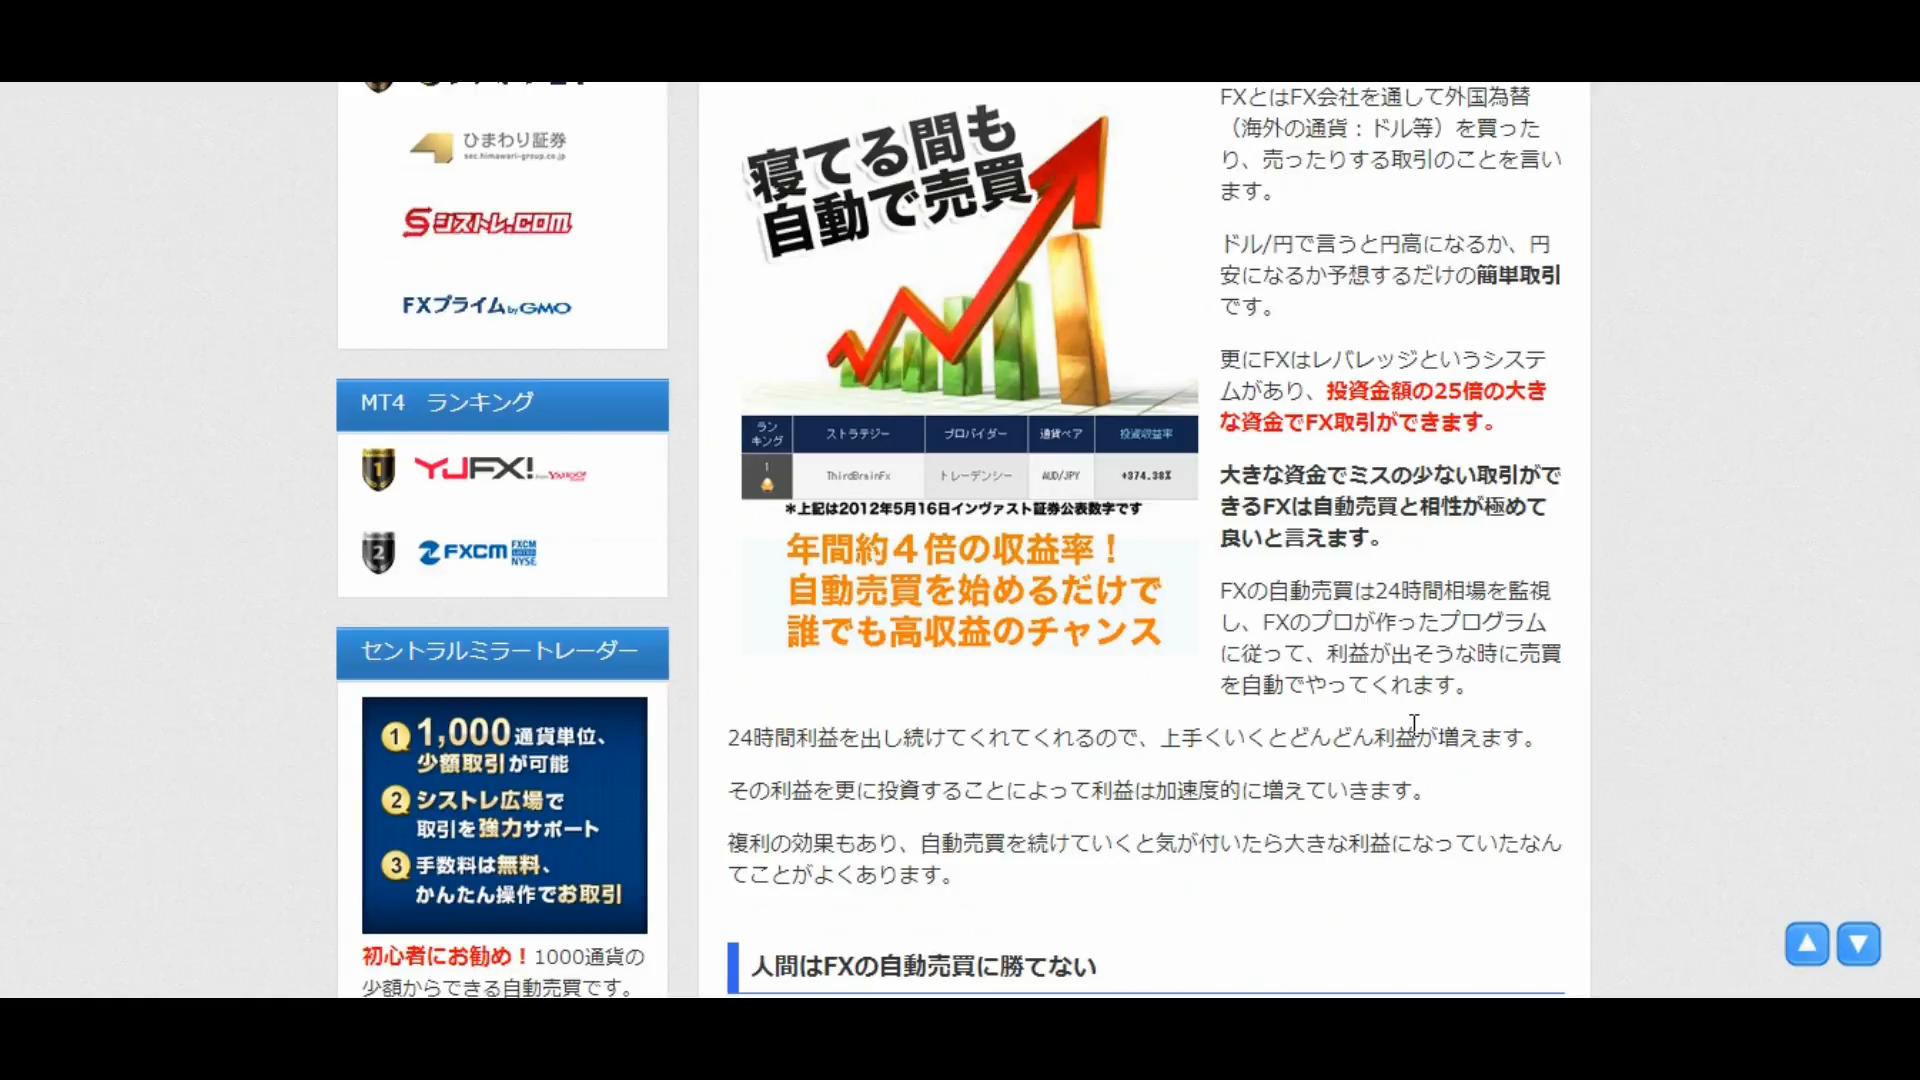 ひまわり証券
sec.himawari-group.co.jp
シストレ.COM
FXプライム by GMO
MT4 ランキング
1
YJFX! from YAHOO!
2
FXCM FXCM LISTED NYSE
セントラルミラートレーダー
1 1,000通貨単位、
少額取引が可能
2 シストレ広場で
取引を強力サポート
3 手数料は無料、
かんたん操作でお取引
初心者にお勧め！1000通貨の
少額からできる自動売買です。
寝てる間も
自動で売買
ランキング ストラテジー プロバイダー 通貨ペア 投資収益率
1 ThirdBrainFx トレーデンシー AUD/JPY +374.38%
＊上記は2012年5月16日インヴァスト証券公表数字です
年間約４倍の収益率！
自動売買を始めるだけで
誰でも高収益のチャンス
FXとはFX会社を通して外国為替
（海外の通貨：ドル等）を買った
り、売ったりする取引のことを言い
ます。
ドル/円で言うと円高になるか、円
安になるか予想するだけの簡単取引
です。
更にFXはレバレッジというシステ
ムがあり、投資金額の25倍の大き
な資金でFX取引ができます。
大きな資金でミスの少ない取引がで
きるFXは自動売買と相性が極めて
良いと言えます。
FXの自動売買は24時間相場を監視
し、FXのプロが作ったプログラム
に従って、利益が出そうな時に売買
を自動でやってくれます。
24時間利益を出し続けてくれてくれるので、上手くいくとどんどん利益が増えます。
その利益を更に投資することによって利益は加速度的に増えていきます。
複利の効果もあり、自動売買を続けていくと気が付いたら大きな利益になっていたなん
てことがよくあります。
人間はFXの自動売買に勝てない